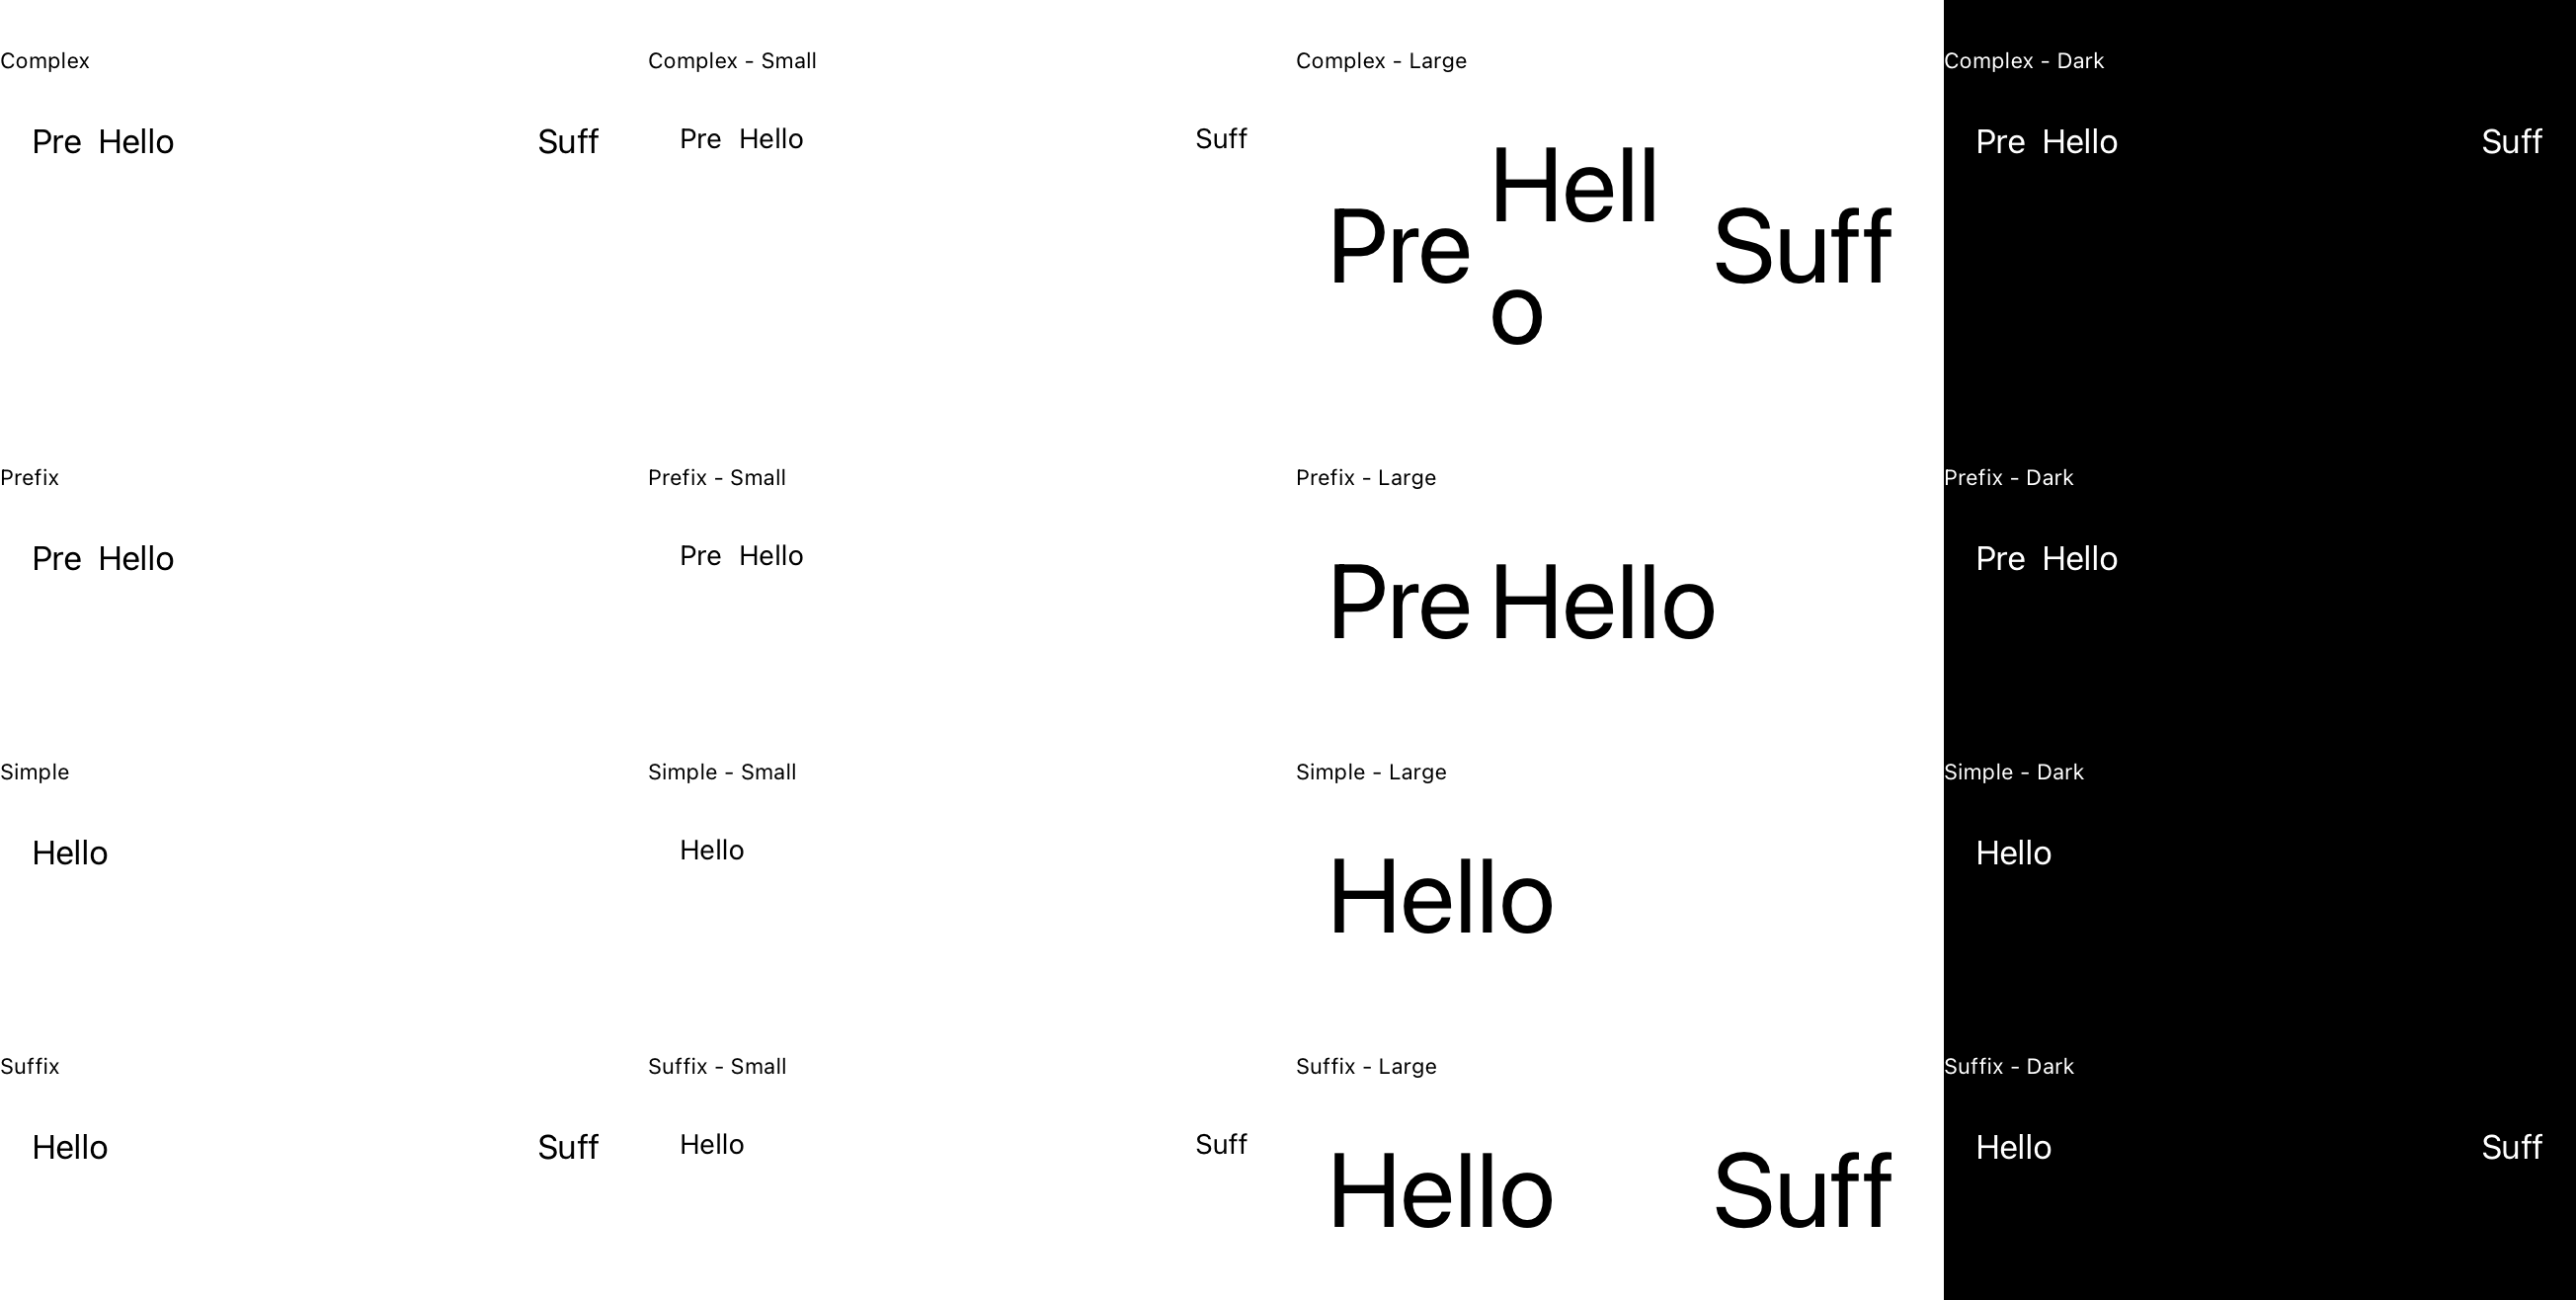 Complex
Complex - Small
Complex - Large
Complex - Dark
Pre Hello Suff
Pre Hello Suff
Pre Hell
o Suff
Pre Hello Suff
Prefix
Prefix - Small
Prefix - Large
Prefix - Dark
Pre Hello
Pre Hello
Pre Hello
Pre Hello
Simple
Simple - Small
Simple - Large
Simple - Dark
Hello
Hello
Hello
Hello
Suffix
Suffix - Small
Suffix - Large
Suffix - Dark
Hello Suff
Hello Suff
Hello Suff
Hello Suff